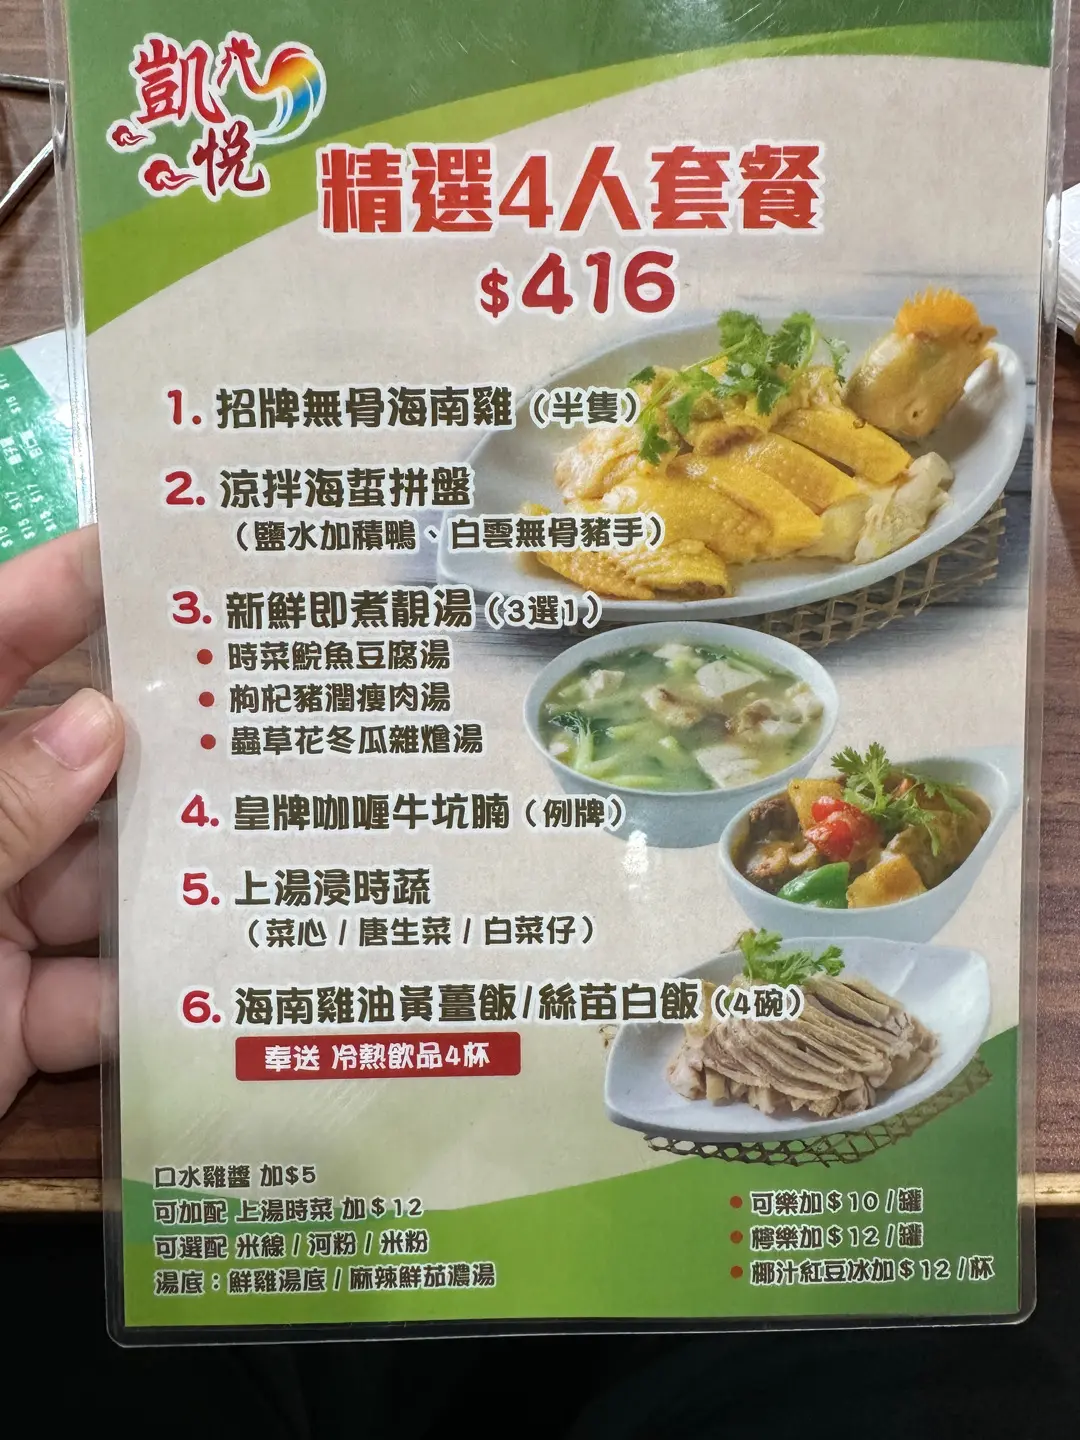 凱悅
精選4人套餐
$416
1. 招牌無骨海南雞（半隻）
2. 涼拌海蜇拼盤
（鹽水加積鴨、白雲無骨豬手）
3. 新鮮即煮靚湯（3選1）
• 時菜鯇魚豆腐湯
• 枸杞豬潤瘦肉湯
• 蟲草花冬瓜雜燴湯
4. 皇牌咖喱牛坑腩（例牌）
5. 上湯浸時蔬
（菜心 / 唐生菜 / 白菜仔）
6. 海南雞油黃薑飯/絲苗白飯（4碗）
奉送 冷熱飲品4杯
口水雞醬 加$5
可加配 上湯時菜 加$12
可選配 米線 / 河粉 / 米粉
湯底：鮮雞湯底 / 麻辣鮮茄濃湯
• 可樂加$10/罐
• 檸樂加$12/罐
• 椰汁紅豆冰加$12/杯